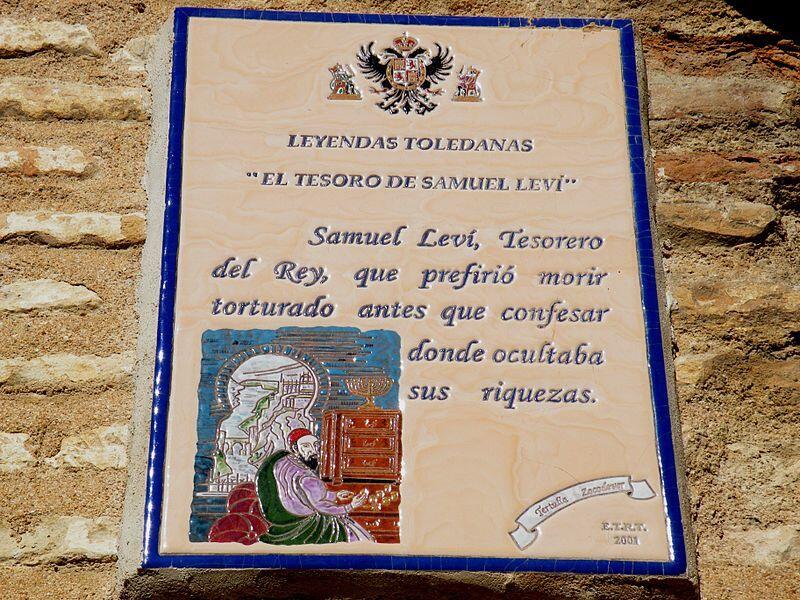 LEYENDAS TOLEDANAS
"EL TESORO DE SAMUEL LEVÍ"
Samuel Leví, Tesorero
del Rey, que prefirió morir
torturado antes que confesar
donde ocultaba
sus riquezas.
Tertulia Zocodover
E.T.R.T.
2001